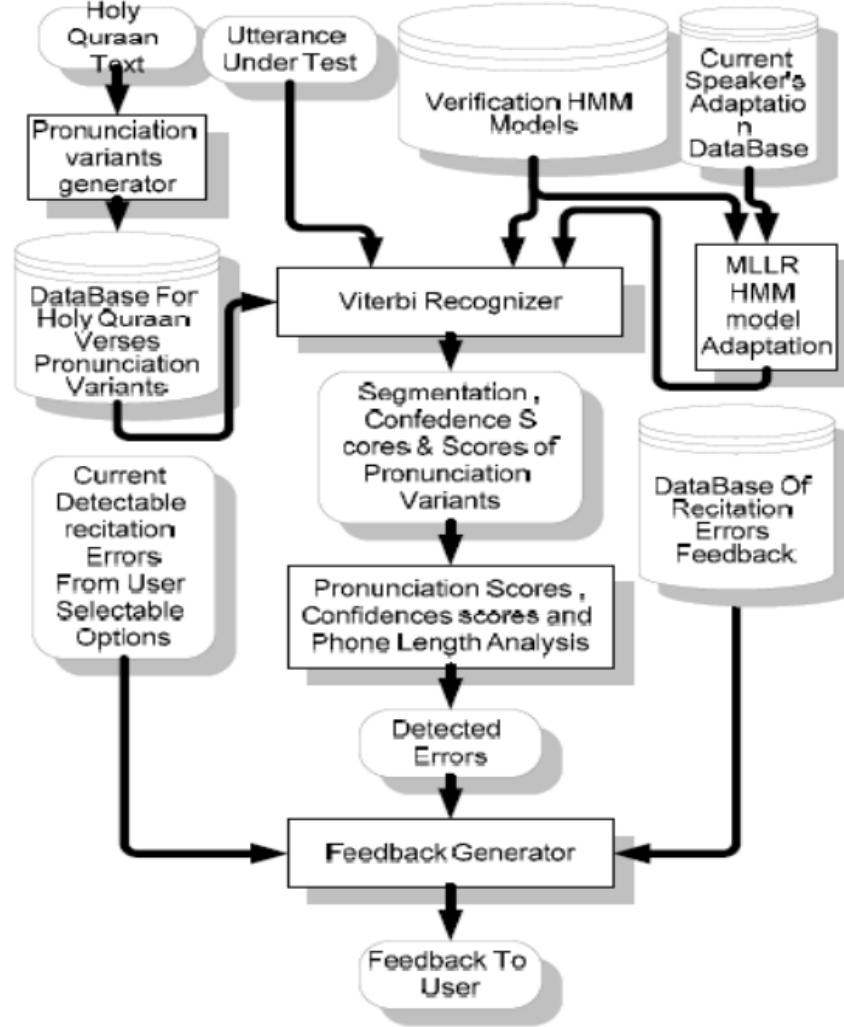 Holy
Quraan
Text
Utterance
Under Test
Verification HMM
Models
Current
Speaker's
Adaptatio
n
DataBase
Pronunciation
variants
generator
DataBase For
Holy Quraan
Verses
Pronunciation
Variants
Viterbi Recognizer
MLLR
HMM
model
Adaptation
Segmentation ,
Confedence S
cores & Scores of
Pronunciation
Variants
Current
Detectable
recitation
Errors
From User
Selectable
Options
DataBase Of
Recitation
Errors
Feedback
Pronunciation Scores ,
Confidences scores and
Phone Length Analysis
Detected
Errors
Feedback Generator
Feedback To
User